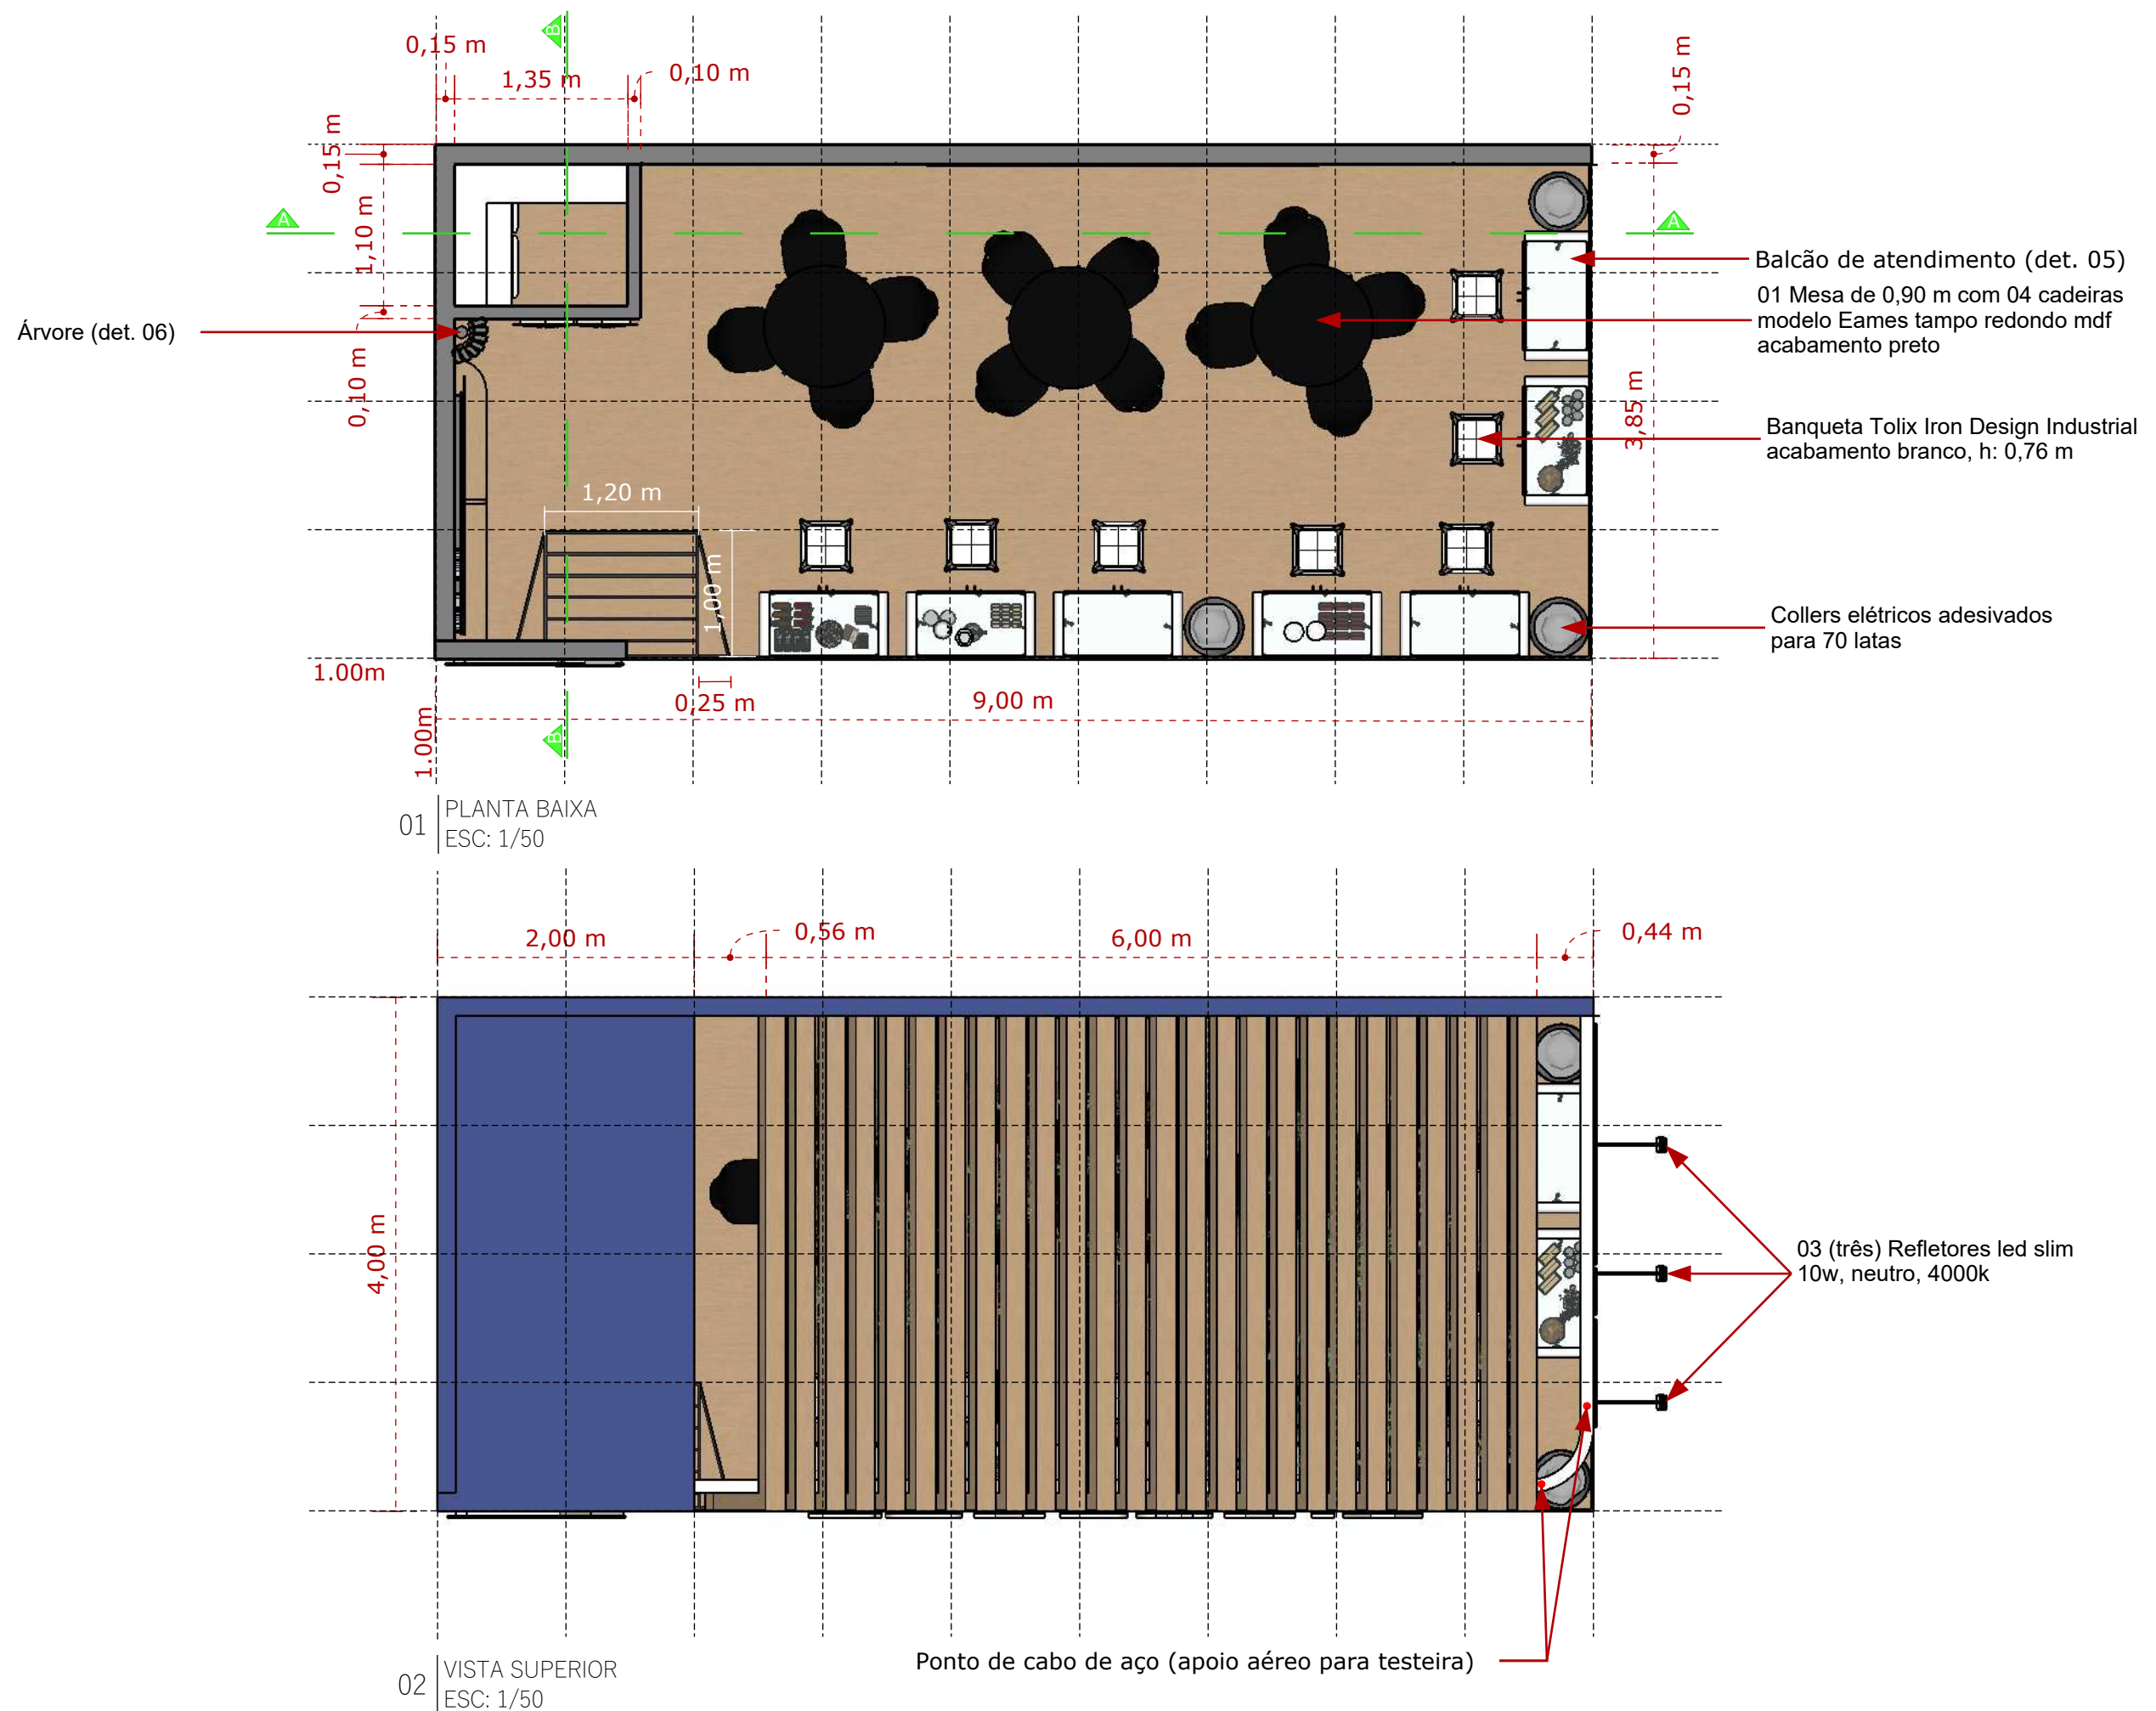 0,15 m
1,35 m
0,10 m
0,15 m
B
0,15 m
1,10 m
A
A
Balcão de atendimento (det. 05)
01 Mesa de 0,90 m com 04 cadeiras
modelo Eames tampo redondo mdf
acabamento preto
Árvore (det. 06)
0,10 m
3,85 m
Banqueta Tolix Iron Design Industrial
acabamento branco, h: 0,76 m
1,20 m
1,00 m
Collers elétricos adesivados
para 70 latas
1.00m
0,25 m
9,00 m
1.00m
B
01
PLANTA BAIXA
ESC: 1/50
2,00 m
0,56 m
6,00 m
0,44 m
4,00 m
03 (três) Refletores led slim
10w, neutro, 4000k
Ponto de cabo de aço (apoio aéreo para testeira)
02
VISTA SUPERIOR
ESC: 1/50